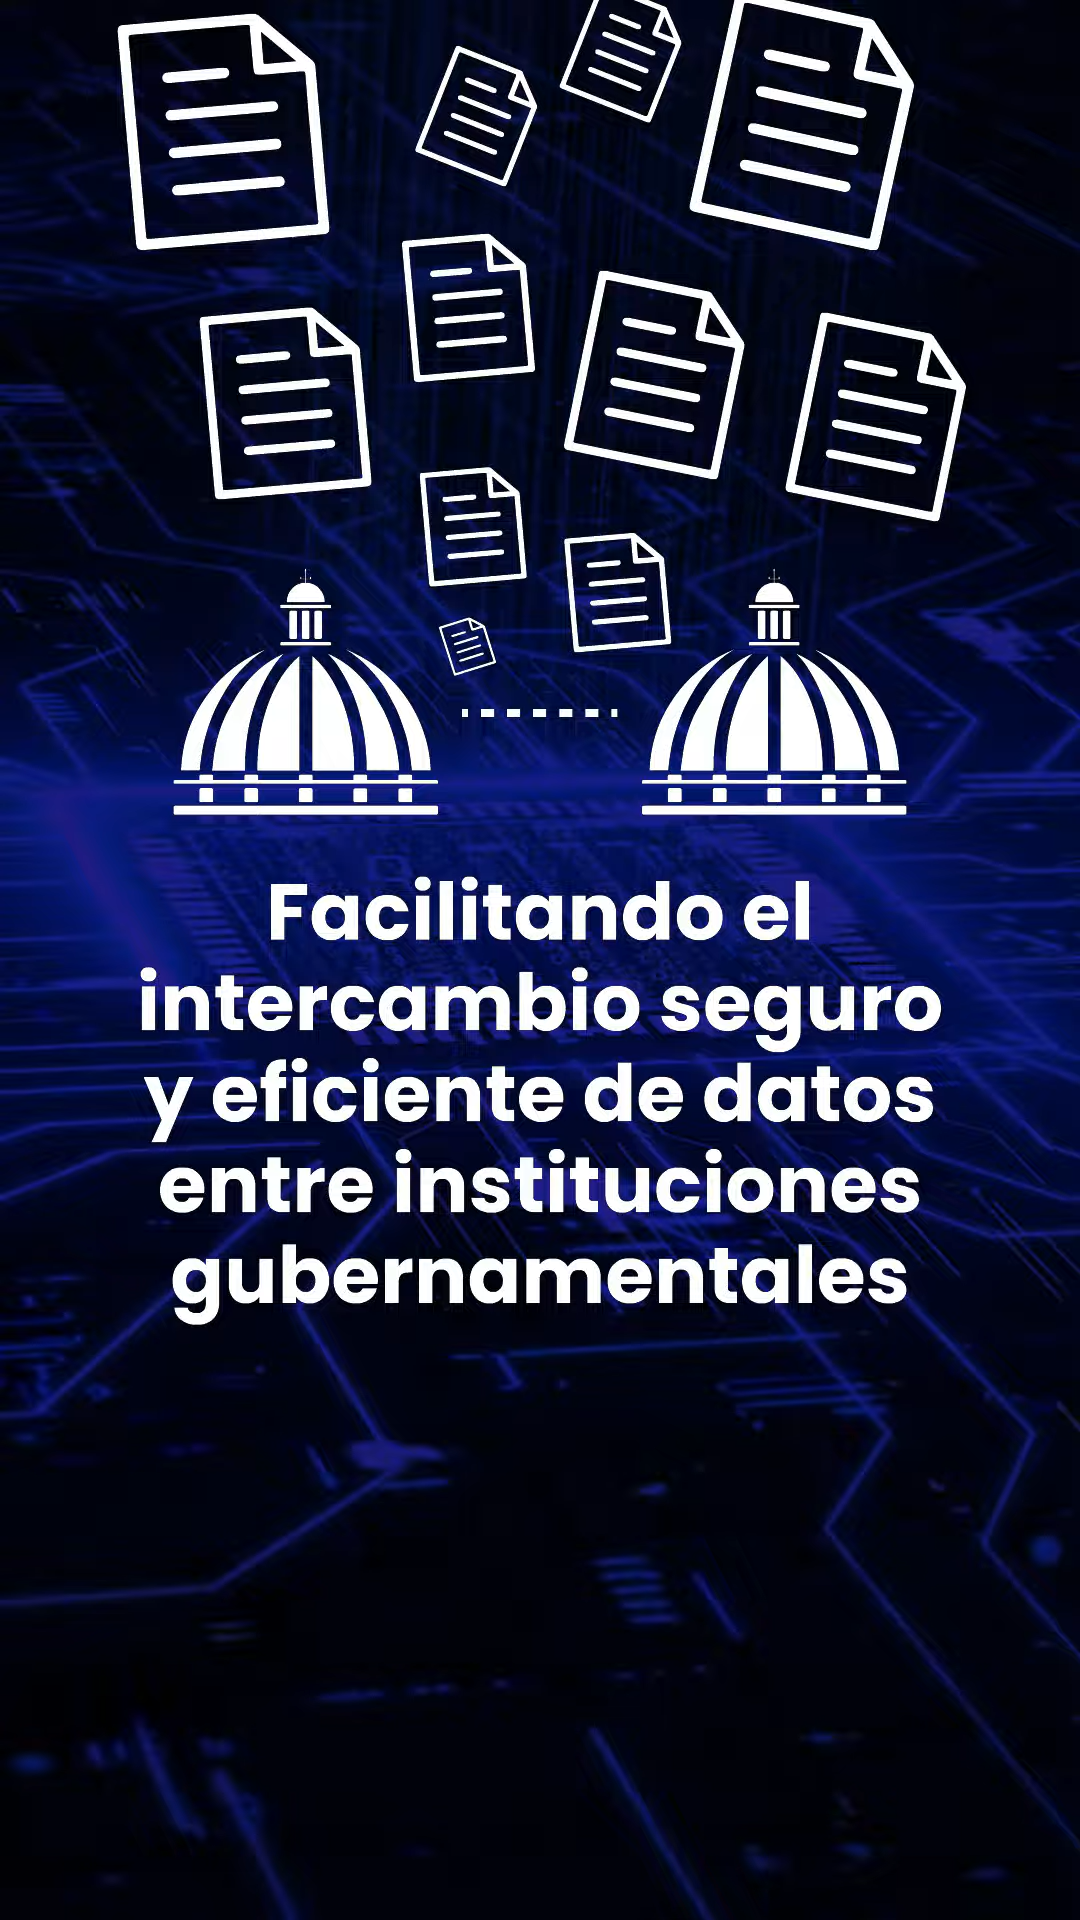 Facilitando el
intercambio seguro
y eficiente de datos
entre instituciones
gubernamentales